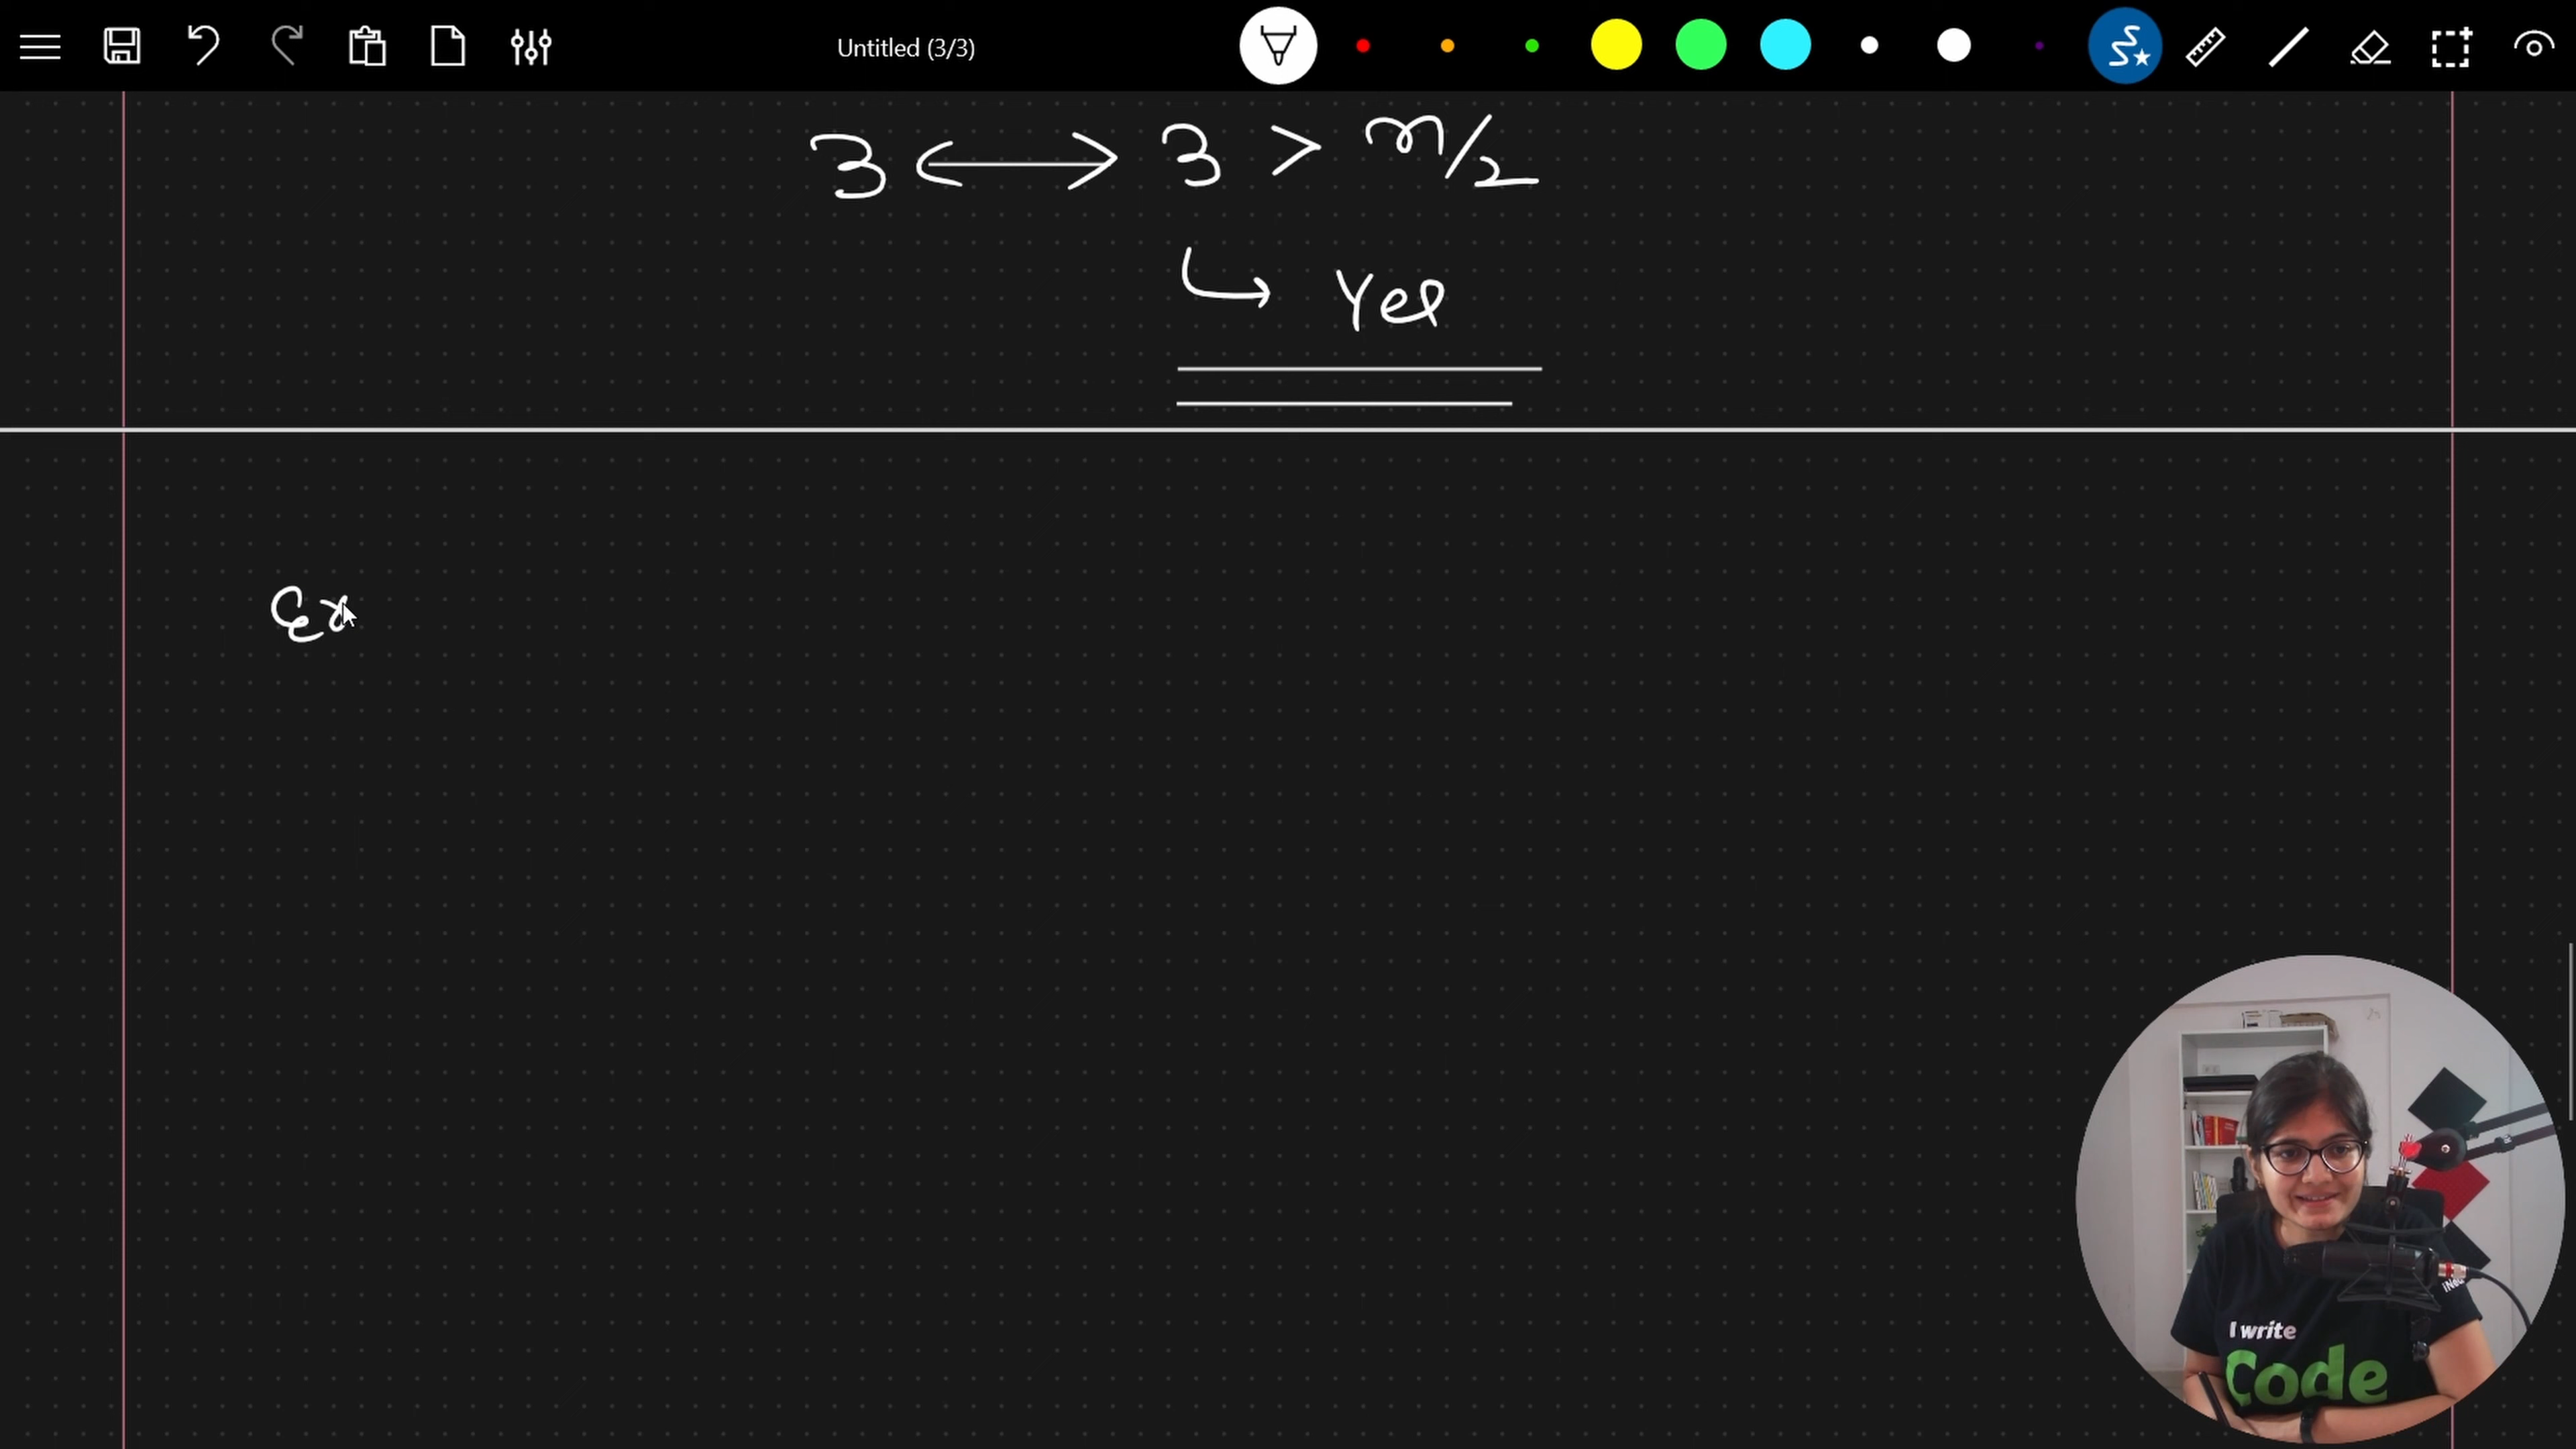 Untitled (3/3)
3 ⟷ 3 > n/2
↳ Yes
Ex
I write
Code